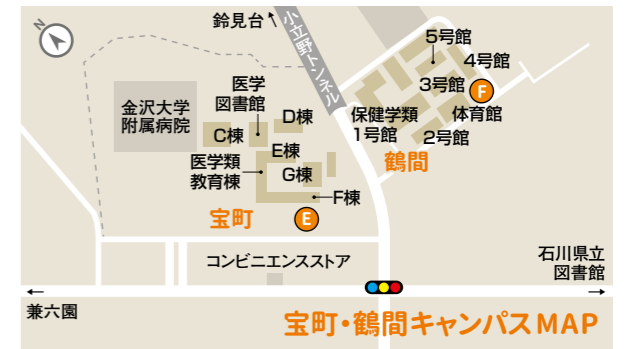 N
鈴見台
小立野トンネル
5号館
4号館
3号館
F
体育館
保健学類
1号館
2号館
鶴間
医学
図書館
金沢大学
附属病院
D棟
C棟
E棟
医学類
教育棟
G棟
F棟
宝町
E
コンビニエンスストア
石川県立
図書館
←
→
兼六園
宝町・鶴間キャンパスMAP